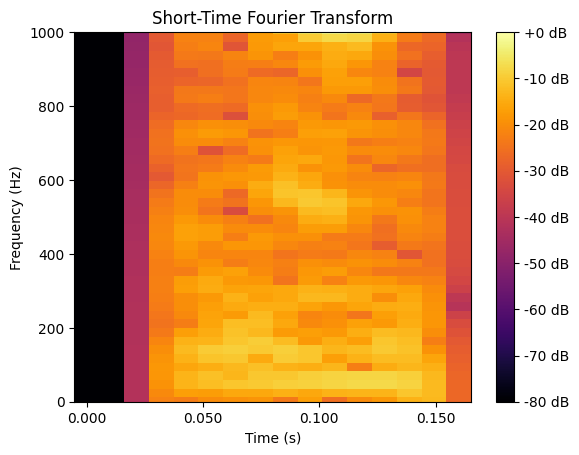 Short-Time Fourier Transform
1000
800
600
400
200
0
Frequency (Hz)
0.000
0.050
0.100
0.150
Time (s)
+0 dB
-10 dB
-20 dB
-30 dB
-40 dB
-50 dB
-60 dB
-70 dB
-80 dB